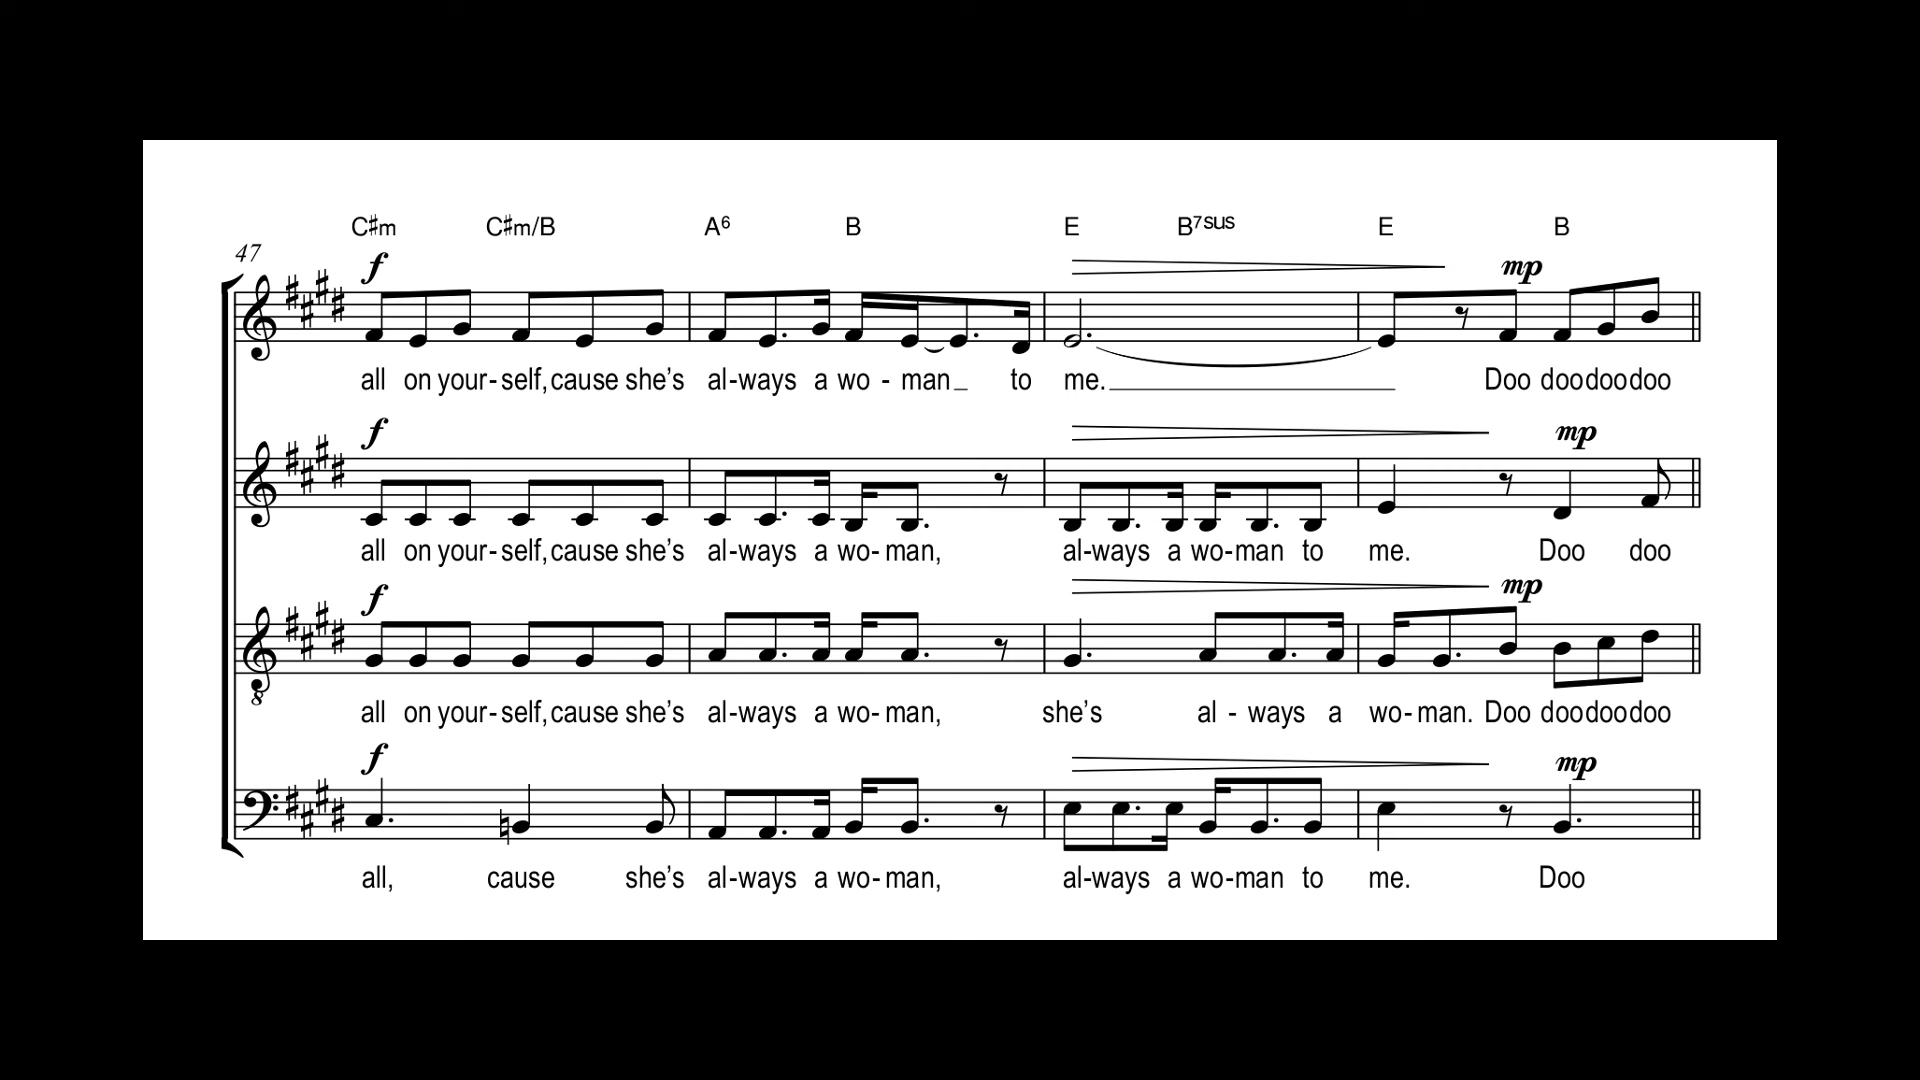 C♯m C♯m/B A6 B E B7sus E B
47
f mp
all on your-self, cause she's al-ways a wo - man_ to me. Doo doo doo doo
f mp
all on your-self, cause she's al-ways a wo-man, al-ways a wo-man to me. Doo doo
f mp
8
all on your-self, cause she's al-ways a wo-man, she's al - ways a wo-man. Doo doo doo doo
f mp
all, cause she's al-ways a wo-man, al-ways a wo-man to me. Doo